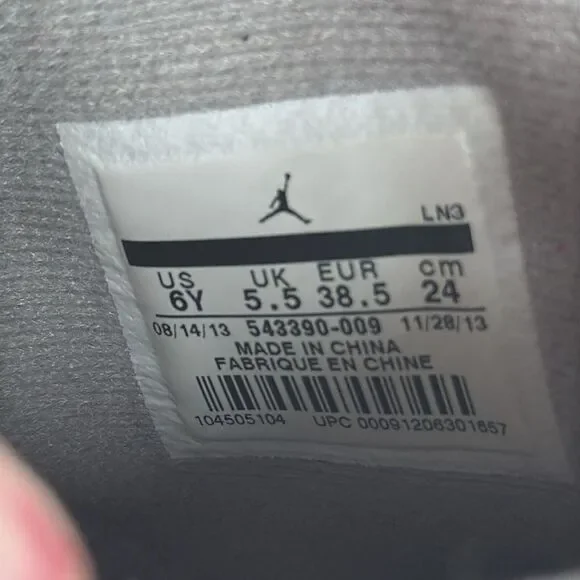 LN3
US UK EUR cm
6Y 5.5 38.5 24
08/14/13 543390-009 11/28/13
MADE IN CHINA
FABRIQUE EN CHINE
104505104 UPC 00091206301657